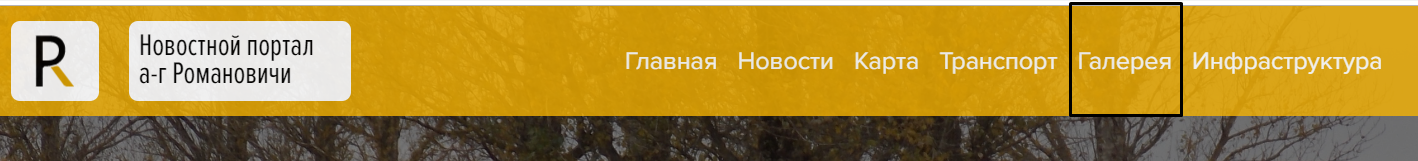 R
Новостной портал
а-г Романовичи
Главная Новости Карта Транспорт Галерея Инфраструктура